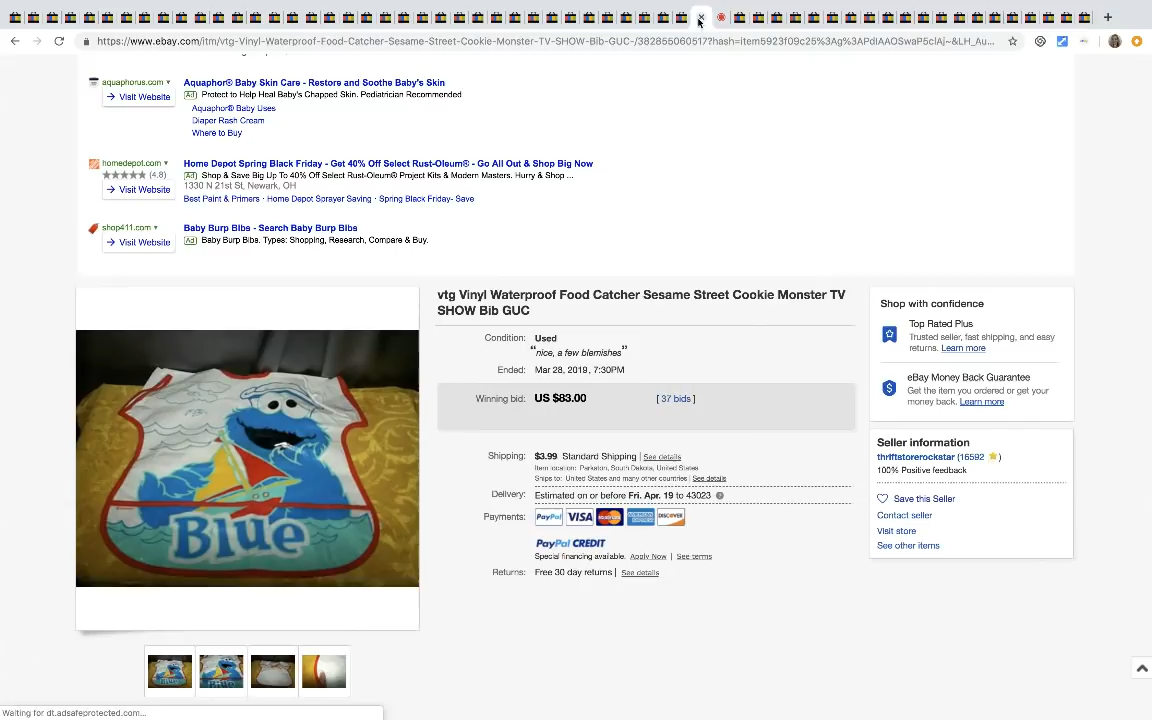 https://www.ebay.com/itm/vtg-Vinyl-Waterproof-Food-Catcher-Sesame-Street-Cookie-Monster-TV-SHOW-Bib-GUC-/382855060517?hash=item5923f09c25%3Ag%3APdIAAOSwaP5clAj~&LH_Au...
aquaphorus.com
Aquaphor® Baby Skin Care - Restore and Soothe Baby's Skin
Visit Website
Ad Protect to Help Heal Baby's Chapped Skin. Pediatrician Recommended
Aquaphor® Baby Uses
Diaper Rash Cream
Where to Buy
homedepot.com
Home Depot Spring Black Friday - Get 40% Off Select Rust-Oleum® - Go All Out & Shop Big Now
(4.8)
Ad Shop & Save Big Up To 40% Off Select Rust-Oleum® Project Kits & Modern Masters. Hurry & Shop ...
Visit Website
1330 N 21st St, Newark, OH
Best Paint & Primers · Home Depot Sprayer Saving · Spring Black Friday- Save
shop411.com
Baby Burp Bibs - Search Baby Burp Bibs
Visit Website
Ad Baby Burp Bibs. Types: Shopping, Research, Compare & Buy.
vtg Vinyl Waterproof Food Catcher Sesame Street Cookie Monster TV
SHOW Bib GUC
Condition: Used
"nice, a few blemishes"
Ended: Mar 28, 2019, 7:30PM
Winning bid: US $83.00 [ 37 bids ]
Shipping: $3.99 Standard Shipping | See details
Item location: Parkston, South Dakota, United States
Ships to: United States and many other countries | See details
Delivery: Estimated on or before Fri. Apr. 19 to 43023
Payments: PayPal VISA MasterCard AMERICAN EXPRESS DISCOVER
PayPal CREDIT
Special financing available. Apply Now | See terms
Returns: Free 30 day returns | See details
Shop with confidence
Top Rated Plus
Trusted seller, fast shipping, and easy
returns. Learn more
eBay Money Back Guarantee
Get the item you ordered or get your
money back. Learn more
Seller information
thriftstorerockstar (16592 )
100% Positive feedback
Save this Seller
Contact seller
Visit store
See other items
Blue
Waiting for dt.adsafeprotected.com...